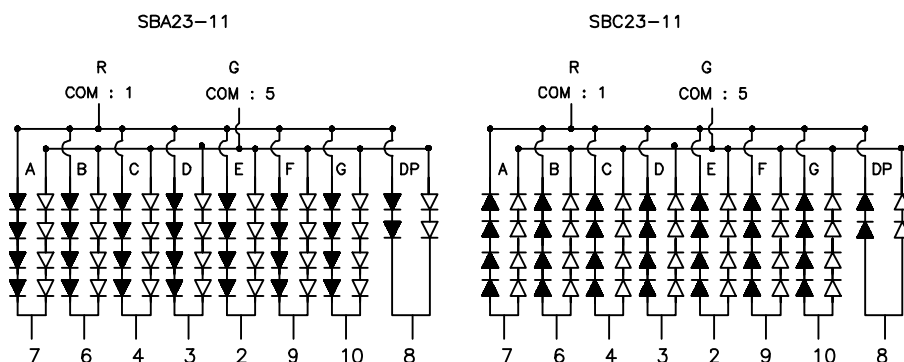 SBA23-11 SBC23-11
R G R G
COM : 1 COM : 5 COM : 1 COM : 5
A B C D E F G DP A B C D E F G DP
7 6 4 3 2 9 10 8 7 6 4 3 2 9 10 8